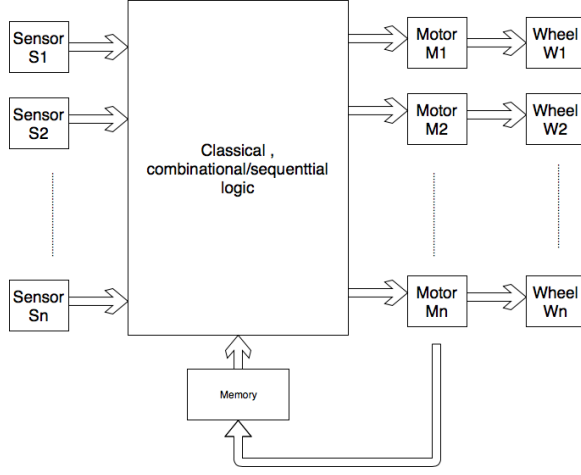 Sensor
S1
Motor
M1
Wheel
W1
Sensor
S2
Motor
M2
Wheel
W2
Classical ,
combinational/sequenttial
logic
Sensor
Sn
Motor
Mn
Wheel
Wn
Memory